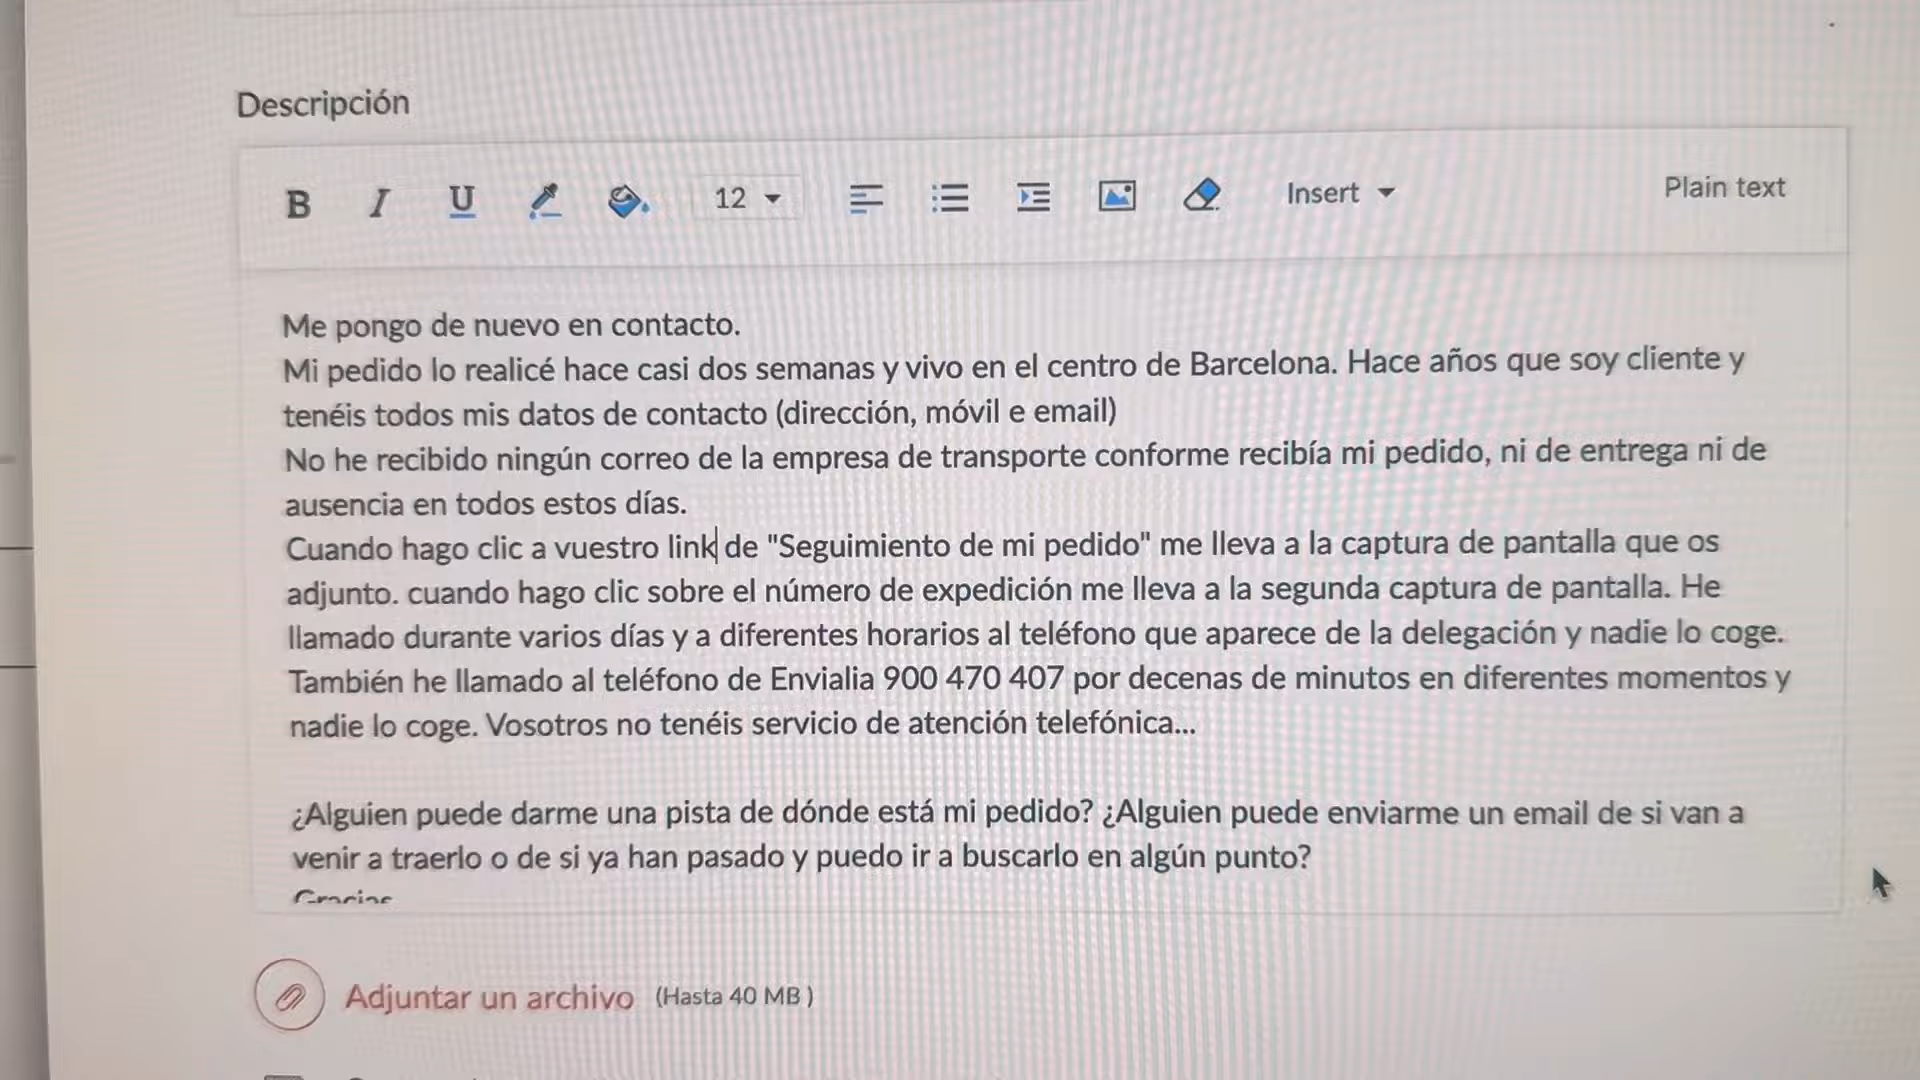 Descripción
B I U 12 Insert Plain text
Me pongo de nuevo en contacto.
Mi pedido lo realicé hace casi dos semanas y vivo en el centro de Barcelona. Hace años que soy cliente y
tenéis todos mis datos de contacto (dirección, móvil e email)
No he recibido ningún correo de la empresa de transporte conforme recibía mi pedido, ni de entrega ni de
ausencia en todos estos días.
Cuando hago clic a vuestro link de "Seguimiento de mi pedido" me lleva a la captura de pantalla que os
adjunto. cuando hago clic sobre el número de expedición me lleva a la segunda captura de pantalla. He
llamado durante varios días y a diferentes horarios al teléfono que aparece de la delegación y nadie lo coge.
También he llamado al teléfono de Envialia 900 470 407 por decenas de minutos en diferentes momentos y
nadie lo coge. Vosotros no tenéis servicio de atención telefónica...
¿Alguien puede darme una pista de dónde está mi pedido? ¿Alguien puede enviarme un email de si van a
venir a traerlo o de si ya han pasado y puedo ir a buscarlo en algún punto?
Gracias
Adjuntar un archivo (Hasta 40 MB )